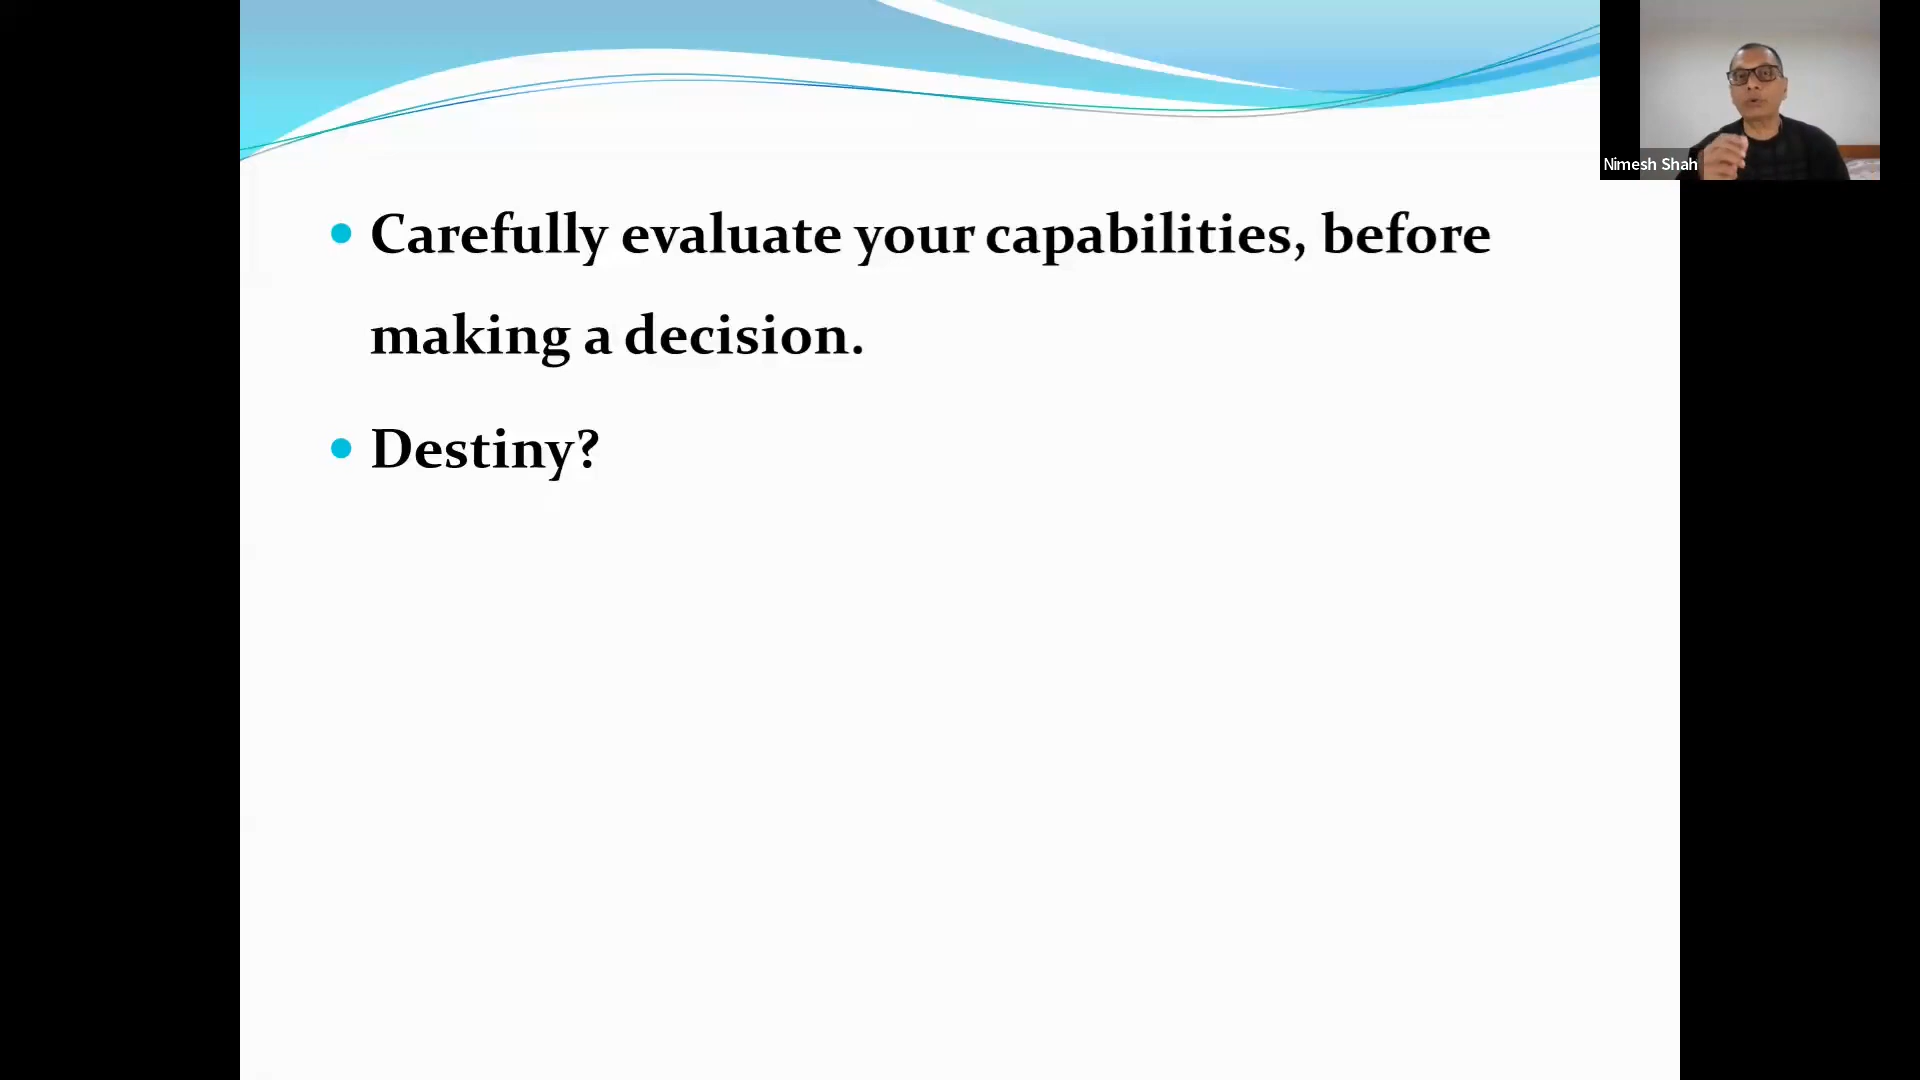 Nimesh Shah
• Carefully evaluate your capabilities, before
making a decision.
• Destiny?